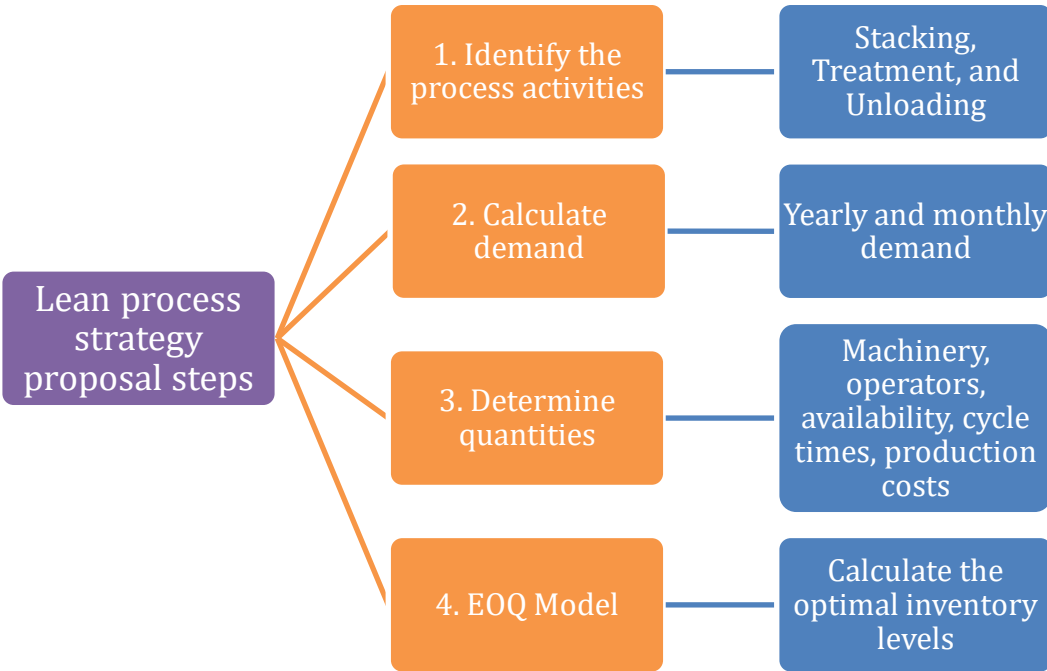 Lean process
strategy
proposal steps
1. Identify the
process activities
Stacking,
Treatment, and
Unloading
2. Calculate
demand
Yearly and monthly
demand
3. Determine
quantities
Machinery,
operators,
availability, cycle
times, production
costs
4. EOQ Model
Calculate the
optimal inventory
levels